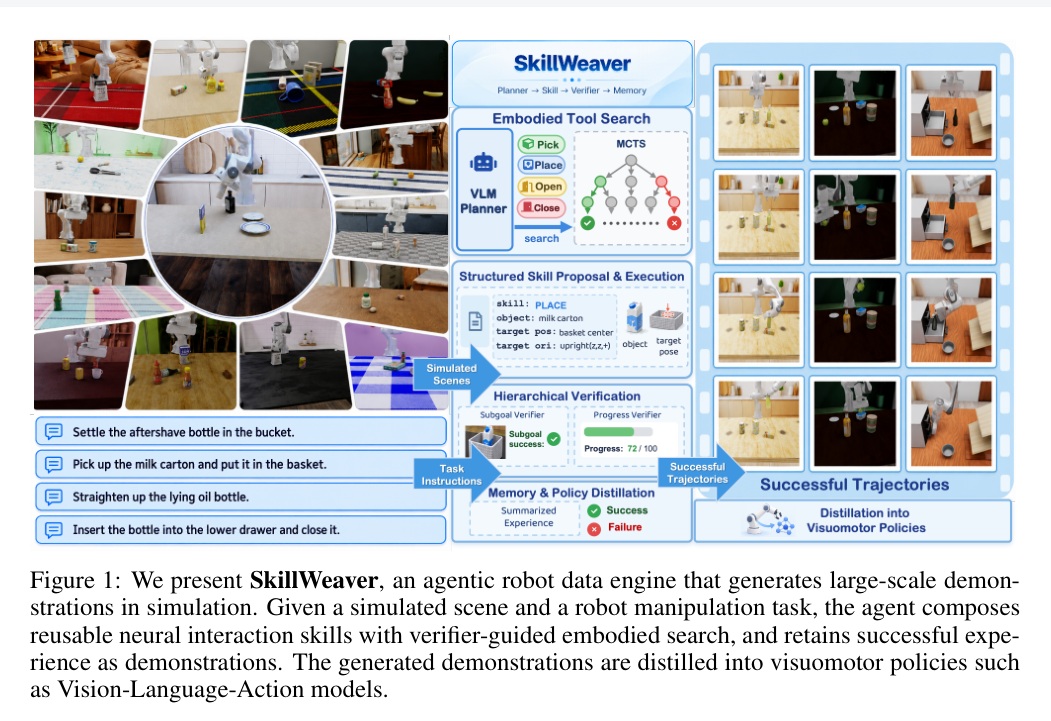 SkillWeaver
Planner → Skill → Verifier → Memory
Embodied Tool Search
VLM
Planner
Pick
Place
Open
Close
search
MCTS
Structured Skill Proposal & Execution
skill: PLACE
object: milk carton
target pos: basket center
target ori: upright(z,z,+)
object
target
pose
Simulated
Scenes
Hierarchical Verification
Subgoal Verifier
Subgoal
success:
Progress Verifier
Progress: 72/100
Task
Instructions
Successful
Trajectories
Memory & Policy Distillation
Summarized
Experience
Success
Failure
Settle the aftershave bottle in the bucket.
Pick up the milk carton and put it in the basket.
Straighten up the lying oil bottle.
Insert the bottle into the lower drawer and close it.
Successful Trajectories
Distillation into
Visuomotor Policies
Figure 1: We present SkillWeaver, an agentic robot data engine that generates large-scale demon-
strations in simulation. Given a simulated scene and a robot manipulation task, the agent composes
reusable neural interaction skills with verifier-guided embodied search, and retains successful expe-
rience as demonstrations. The generated demonstrations are distilled into visuomotor policies such
as Vision-Language-Action models.